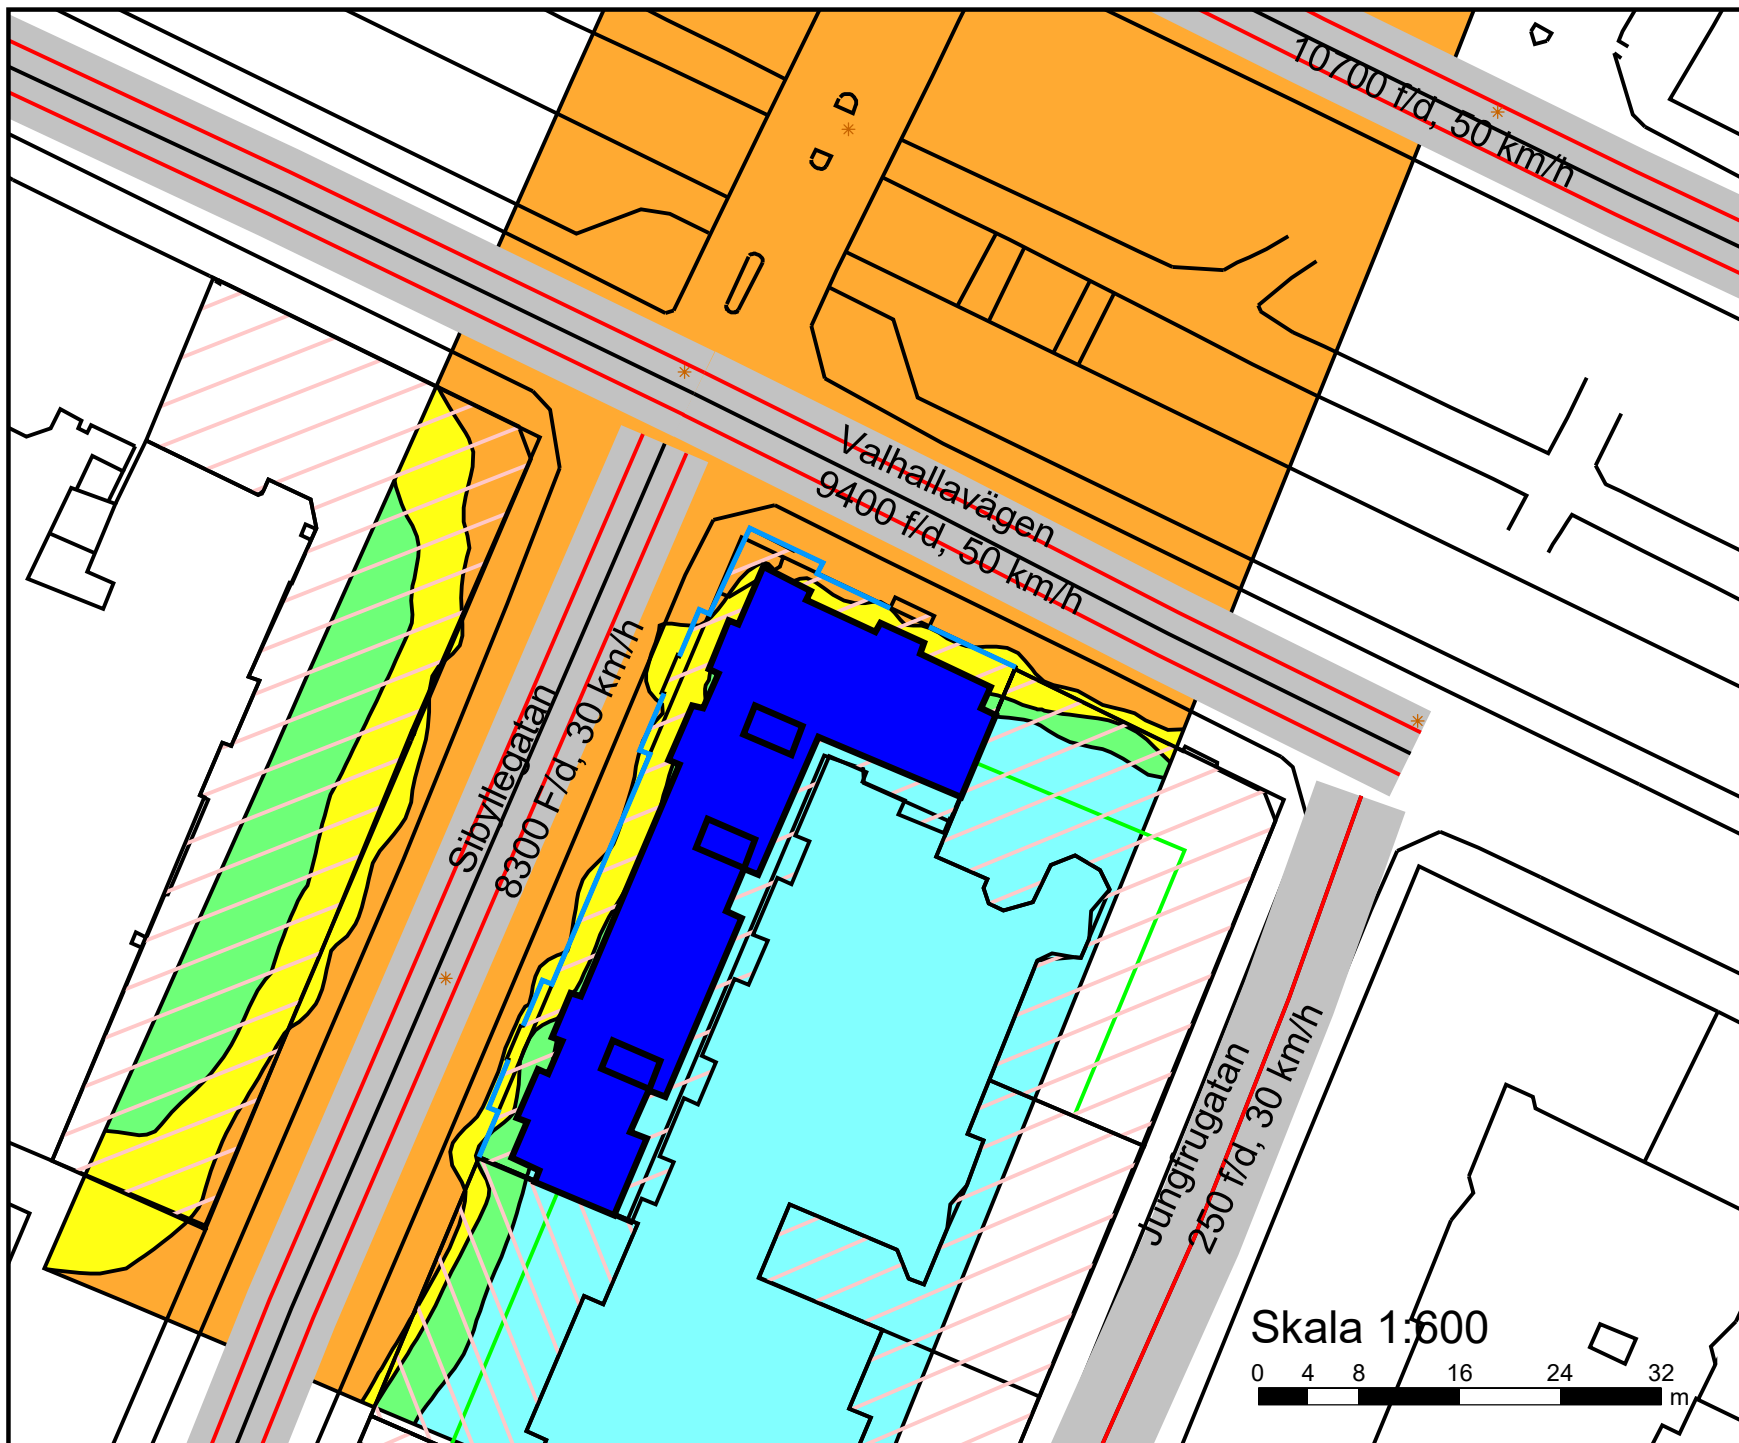 10700 f/d, 50 km/h
Valhallavägen
9400 f/d, 50 km/h
Sibyllegatan
8300 F/d, 30 km/h
Jungfrugatan
250 f/d, 30 km/h
Skala 1:600
0 4 8 16 24 32
m